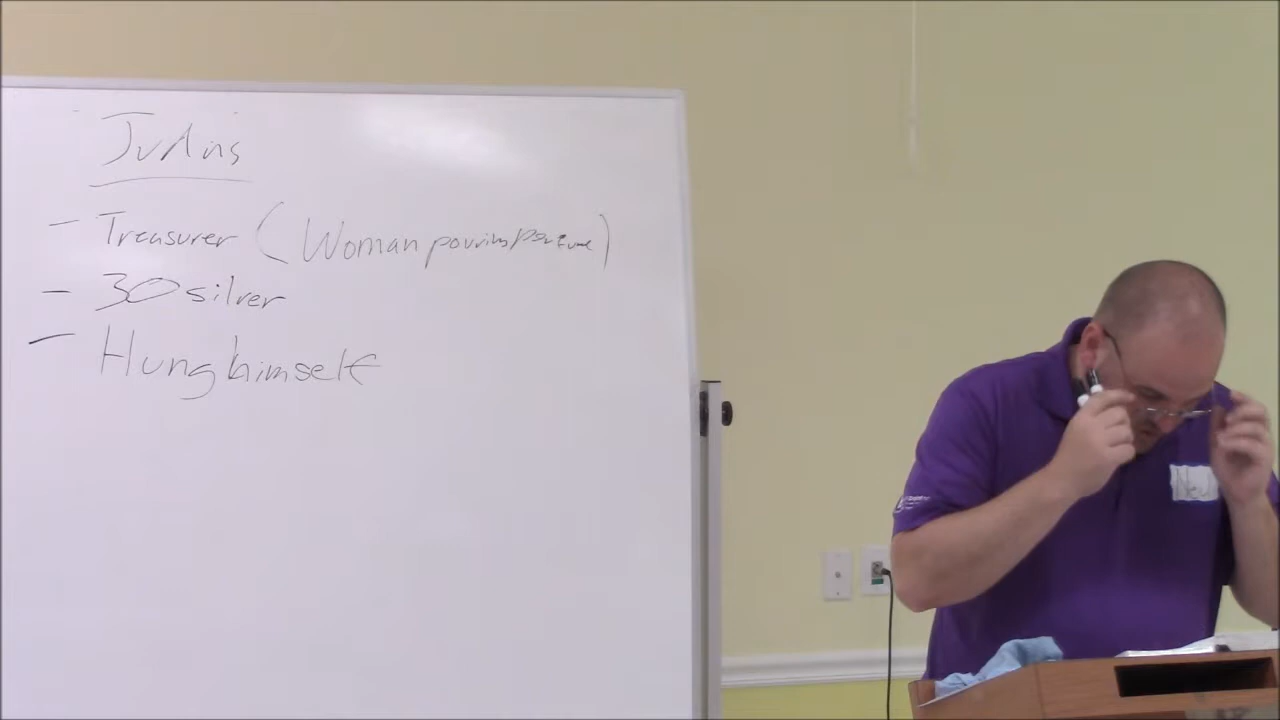 Judas
- Treasurer (Woman pouring perfume)
- 30 silver
- Hung himself